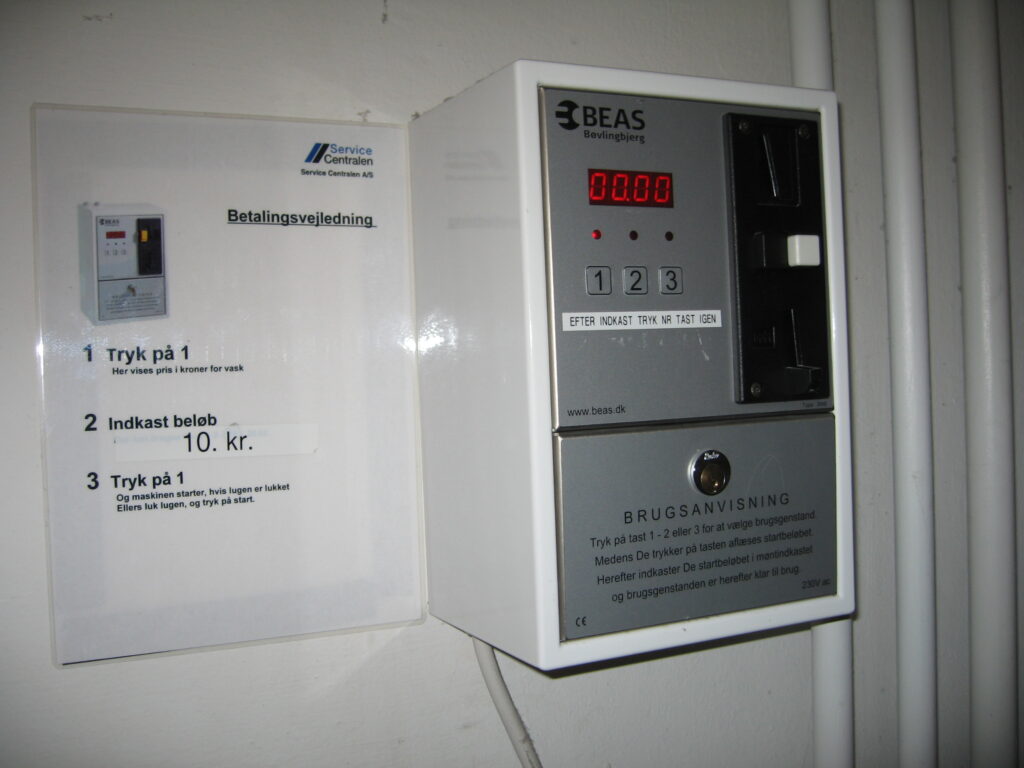 Service
Centralen
Service Centralen A/S
Betalingsvejledning
BEAS
1 Tryk på 1
Her vises pris i kroner for vask
2 Indkast beløb
10. kr.
3 Tryk på 1
Og maskinen starter, hvis lugen er lukket
Ellers luk lugen, og tryk på start.
BEAS
Bøvlingbjerg
00.00
1 2 3
EFTER INDKAST TRYK NR TAST IGEN
www.beas.dk
BRUGSANVISNING
Tryk på tast 1 - 2 eller 3 for at vælge brugsgenstand.
Medens De trykker på tasten aflæses startbeløbet.
Herefter indkaster De startbeløbet i møntindkastet
og brugsgenstanden er herefter klar til brug.
230V ac
CE